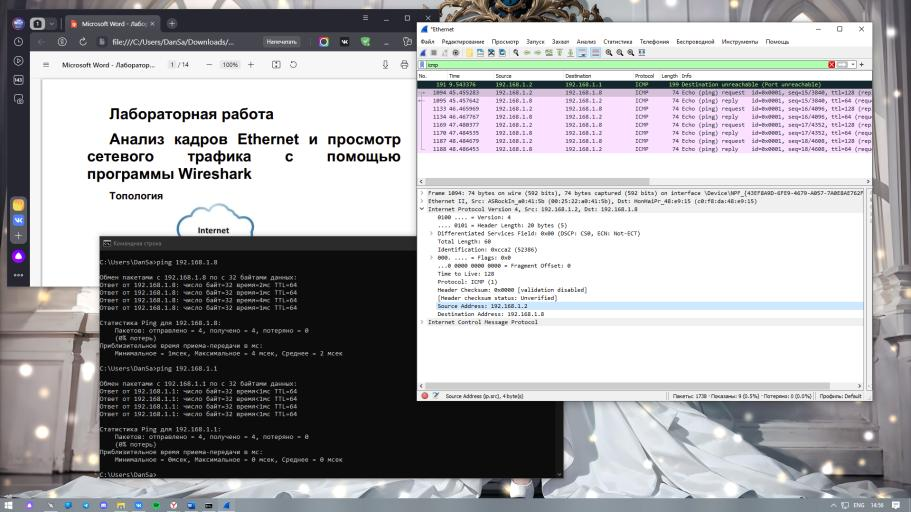 1
Microsoft Word - Лабо
file:///C:/Users/DanSa/Downloads/...
Напечатать
Microsoft Word - Лаборатор...
1 / 14
100%
Лабораторная работа
Анализ кадров Ethernet и просмотр
сетевого трафика с помощью
программы Wireshark
Топология
Internet
Командная строка
C:\Users\DanSa>ping 192.168.1.8
Обмен пакетами с 192.168.1.8 по с 32 байтами данных:
Ответ от 192.168.1.8: число байт=32 время=2мс TTL=64
Ответ от 192.168.1.8: число байт=32 время=1мс TTL=64
Ответ от 192.168.1.8: число байт=32 время=4мс TTL=64
Ответ от 192.168.1.8: число байт=32 время=1мс TTL=64
Статистика Ping для 192.168.1.8:
Пакетов: отправлено = 4, получено = 4, потеряно = 0
(0% потерь)
Приблизительное время приема-передачи в мс:
Минимальное = 1мсек, Максимальное = 4 мсек, Среднее = 2 мсек
C:\Users\DanSa>ping 192.168.1.1
Обмен пакетами с 192.168.1.1 по с 32 байтами данных:
Ответ от 192.168.1.1: число байт=32 время<1мс TTL=64
Ответ от 192.168.1.1: число байт=32 время<1мс TTL=64
Ответ от 192.168.1.1: число байт=32 время<1мс TTL=64
Ответ от 192.168.1.1: число байт=32 время<1мс TTL=64
Статистика Ping для 192.168.1.1:
Пакетов: отправлено = 4, получено = 4, потеряно = 0
(0% потерь)
Приблизительное время приема-передачи в мс:
Минимальное = 0мсек, Максимальное = 0 мсек, Среднее = 0 мсек
C:\Users\DanSa>
*Ethernet
Файл Редактирование Просмотр Запуск Захват Анализ Статистика Телефония Беспроводной Инструменты Помощь
icmp
No. Time Source Destination Protocol Length Info
191 9.543376 192.168.1.2 192.168.1.1 ICMP 199 Destination unreachable (Port unreachable)
1094 45.455283 192.168.1.2 192.168.1.8 ICMP 74 Echo (ping) request id=0x0001, seq=15/3840, ttl=128 (rep
1095 45.457642 192.168.1.8 192.168.1.2 ICMP 74 Echo (ping) reply id=0x0001, seq=15/3840, ttl=64 (requ
1133 46.465969 192.168.1.2 192.168.1.8 ICMP 74 Echo (ping) request id=0x0001, seq=16/4096, ttl=128 (rep
1134 46.467767 192.168.1.8 192.168.1.2 ICMP 74 Echo (ping) reply id=0x0001, seq=16/4096, ttl=64 (requ
1169 47.480377 192.168.1.2 192.168.1.8 ICMP 74 Echo (ping) request id=0x0001, seq=17/4352, ttl=128 (rep
1170 47.484535 192.168.1.8 192.168.1.2 ICMP 74 Echo (ping) reply id=0x0001, seq=17/4352, ttl=64 (requ
1187 48.484679 192.168.1.2 192.168.1.8 ICMP 74 Echo (ping) request id=0x0001, seq=18/4608, ttl=128 (rep
1188 48.486453 192.168.1.8 192.168.1.2 ICMP 74 Echo (ping) reply id=0x0001, seq=18/4608, ttl=64 (requ
Frame 1094: 74 bytes on wire (592 bits), 74 bytes captured (592 bits) on interface \Device\NPF_{43EF8A9D-6FE9-4679-A057-7A0E8AE762F
Ethernet II, Src: ASRockIn_a0:41:5b (00:25:22:a0:41:5b), Dst: HonHaiPr_48:e9:15 (c0:f8:da:48:e9:15)
Internet Protocol Version 4, Src: 192.168.1.2, Dst: 192.168.1.8
0100 .... = Version: 4
.... 0101 = Header Length: 20 bytes (5)
Differentiated Services Field: 0x00 (DSCP: CS0, ECN: Not-ECT)
Total Length: 60
Identification: 0xcca2 (52386)
000. .... = Flags: 0x0
...0 0000 0000 0000 = Fragment Offset: 0
Time to Live: 128
Protocol: ICMP (1)
Header Checksum: 0x0000 [validation disabled]
[Header checksum status: Unverified]
Source Address: 192.168.1.2
Destination Address: 192.168.1.8
Internet Control Message Protocol
Source Address (ip.src), 4 byte(s)
Пакеты: 1738 · Показаны: 9 (0.5%) · Потеряно: 0 (0.0%)
Профиль: Default
ENG
14:56